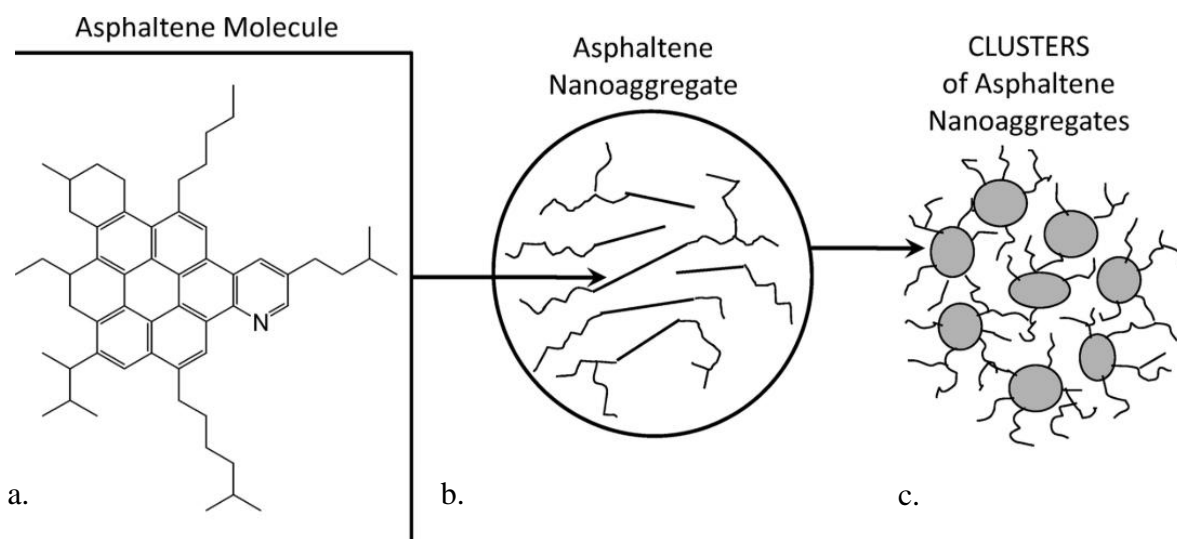 Asphaltene Molecule
Asphaltene
Nanoaggregate
CLUSTERS
of Asphaltene
Nanoaggregates
N
a.
b.
c.